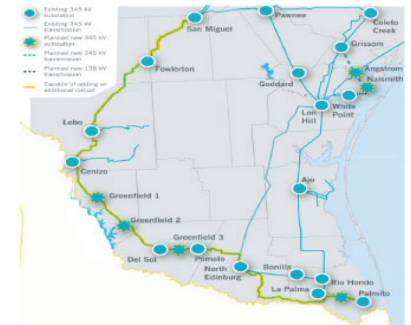 Existing 345 kV
substation
Existing 345 kV
transmission
Planned new 345 kV
substation
Planned new 345 kV
transmission
Planned new 138 kV
transmission
Capable of adding an
additional circuit
San Miguel
Pawnee
Coleto
Creek
Grissom
Fowlerton
Goddard
Angstrom
Naismith
Lon
Hill
White
Point
Lobo
Cenizo
Ajo
Greenfield 1
Greenfield 2
Greenfield 3
Del Sol
Pomelo
North
Edinburg
Bonilla
Rio Hondo
La Palma
Palmito